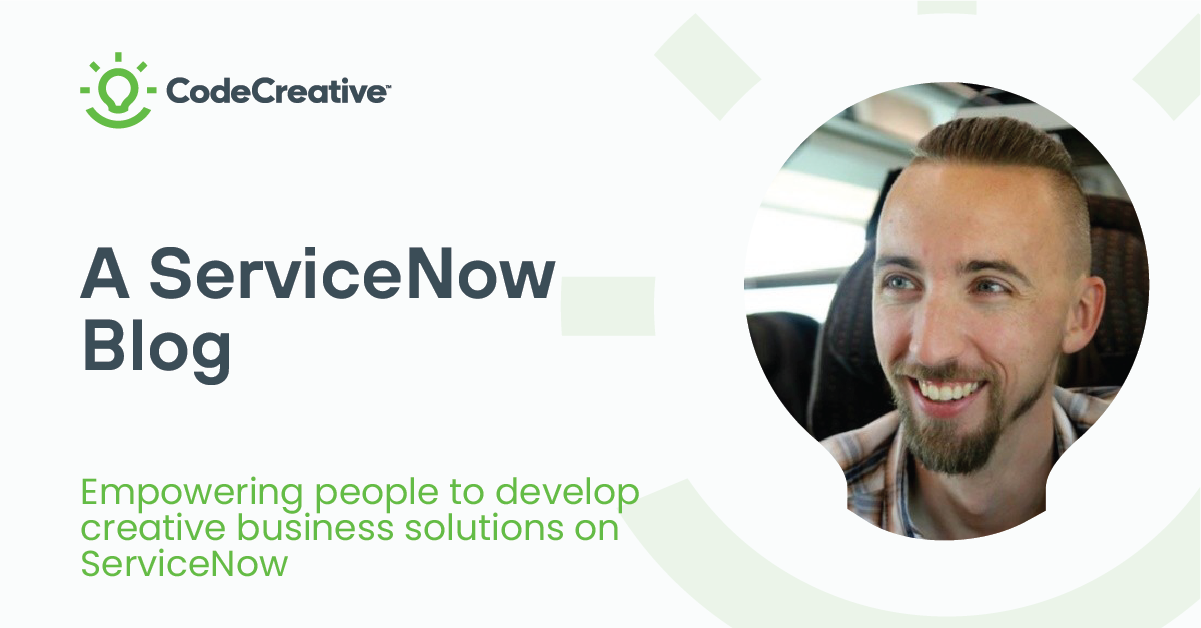 CodeCreative™
A ServiceNow
Blog
Empowering people to develop
creative business solutions on
ServiceNow